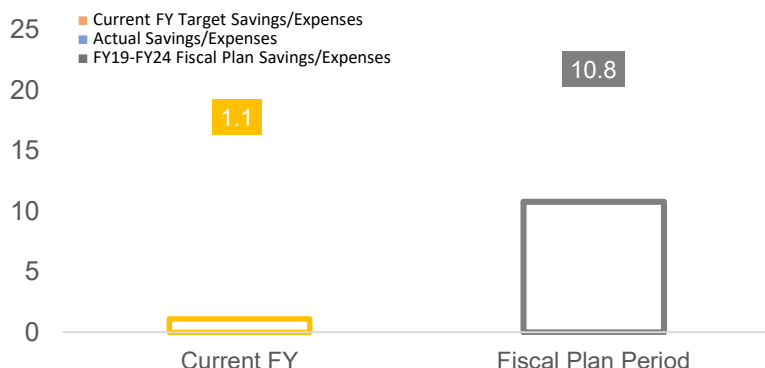 25
20
15
10
5
0
Current FY Target Savings/Expenses
Actual Savings/Expenses
FY19-FY24 Fiscal Plan Savings/Expenses
1.1
10.8
Current FY
Fiscal Plan Period